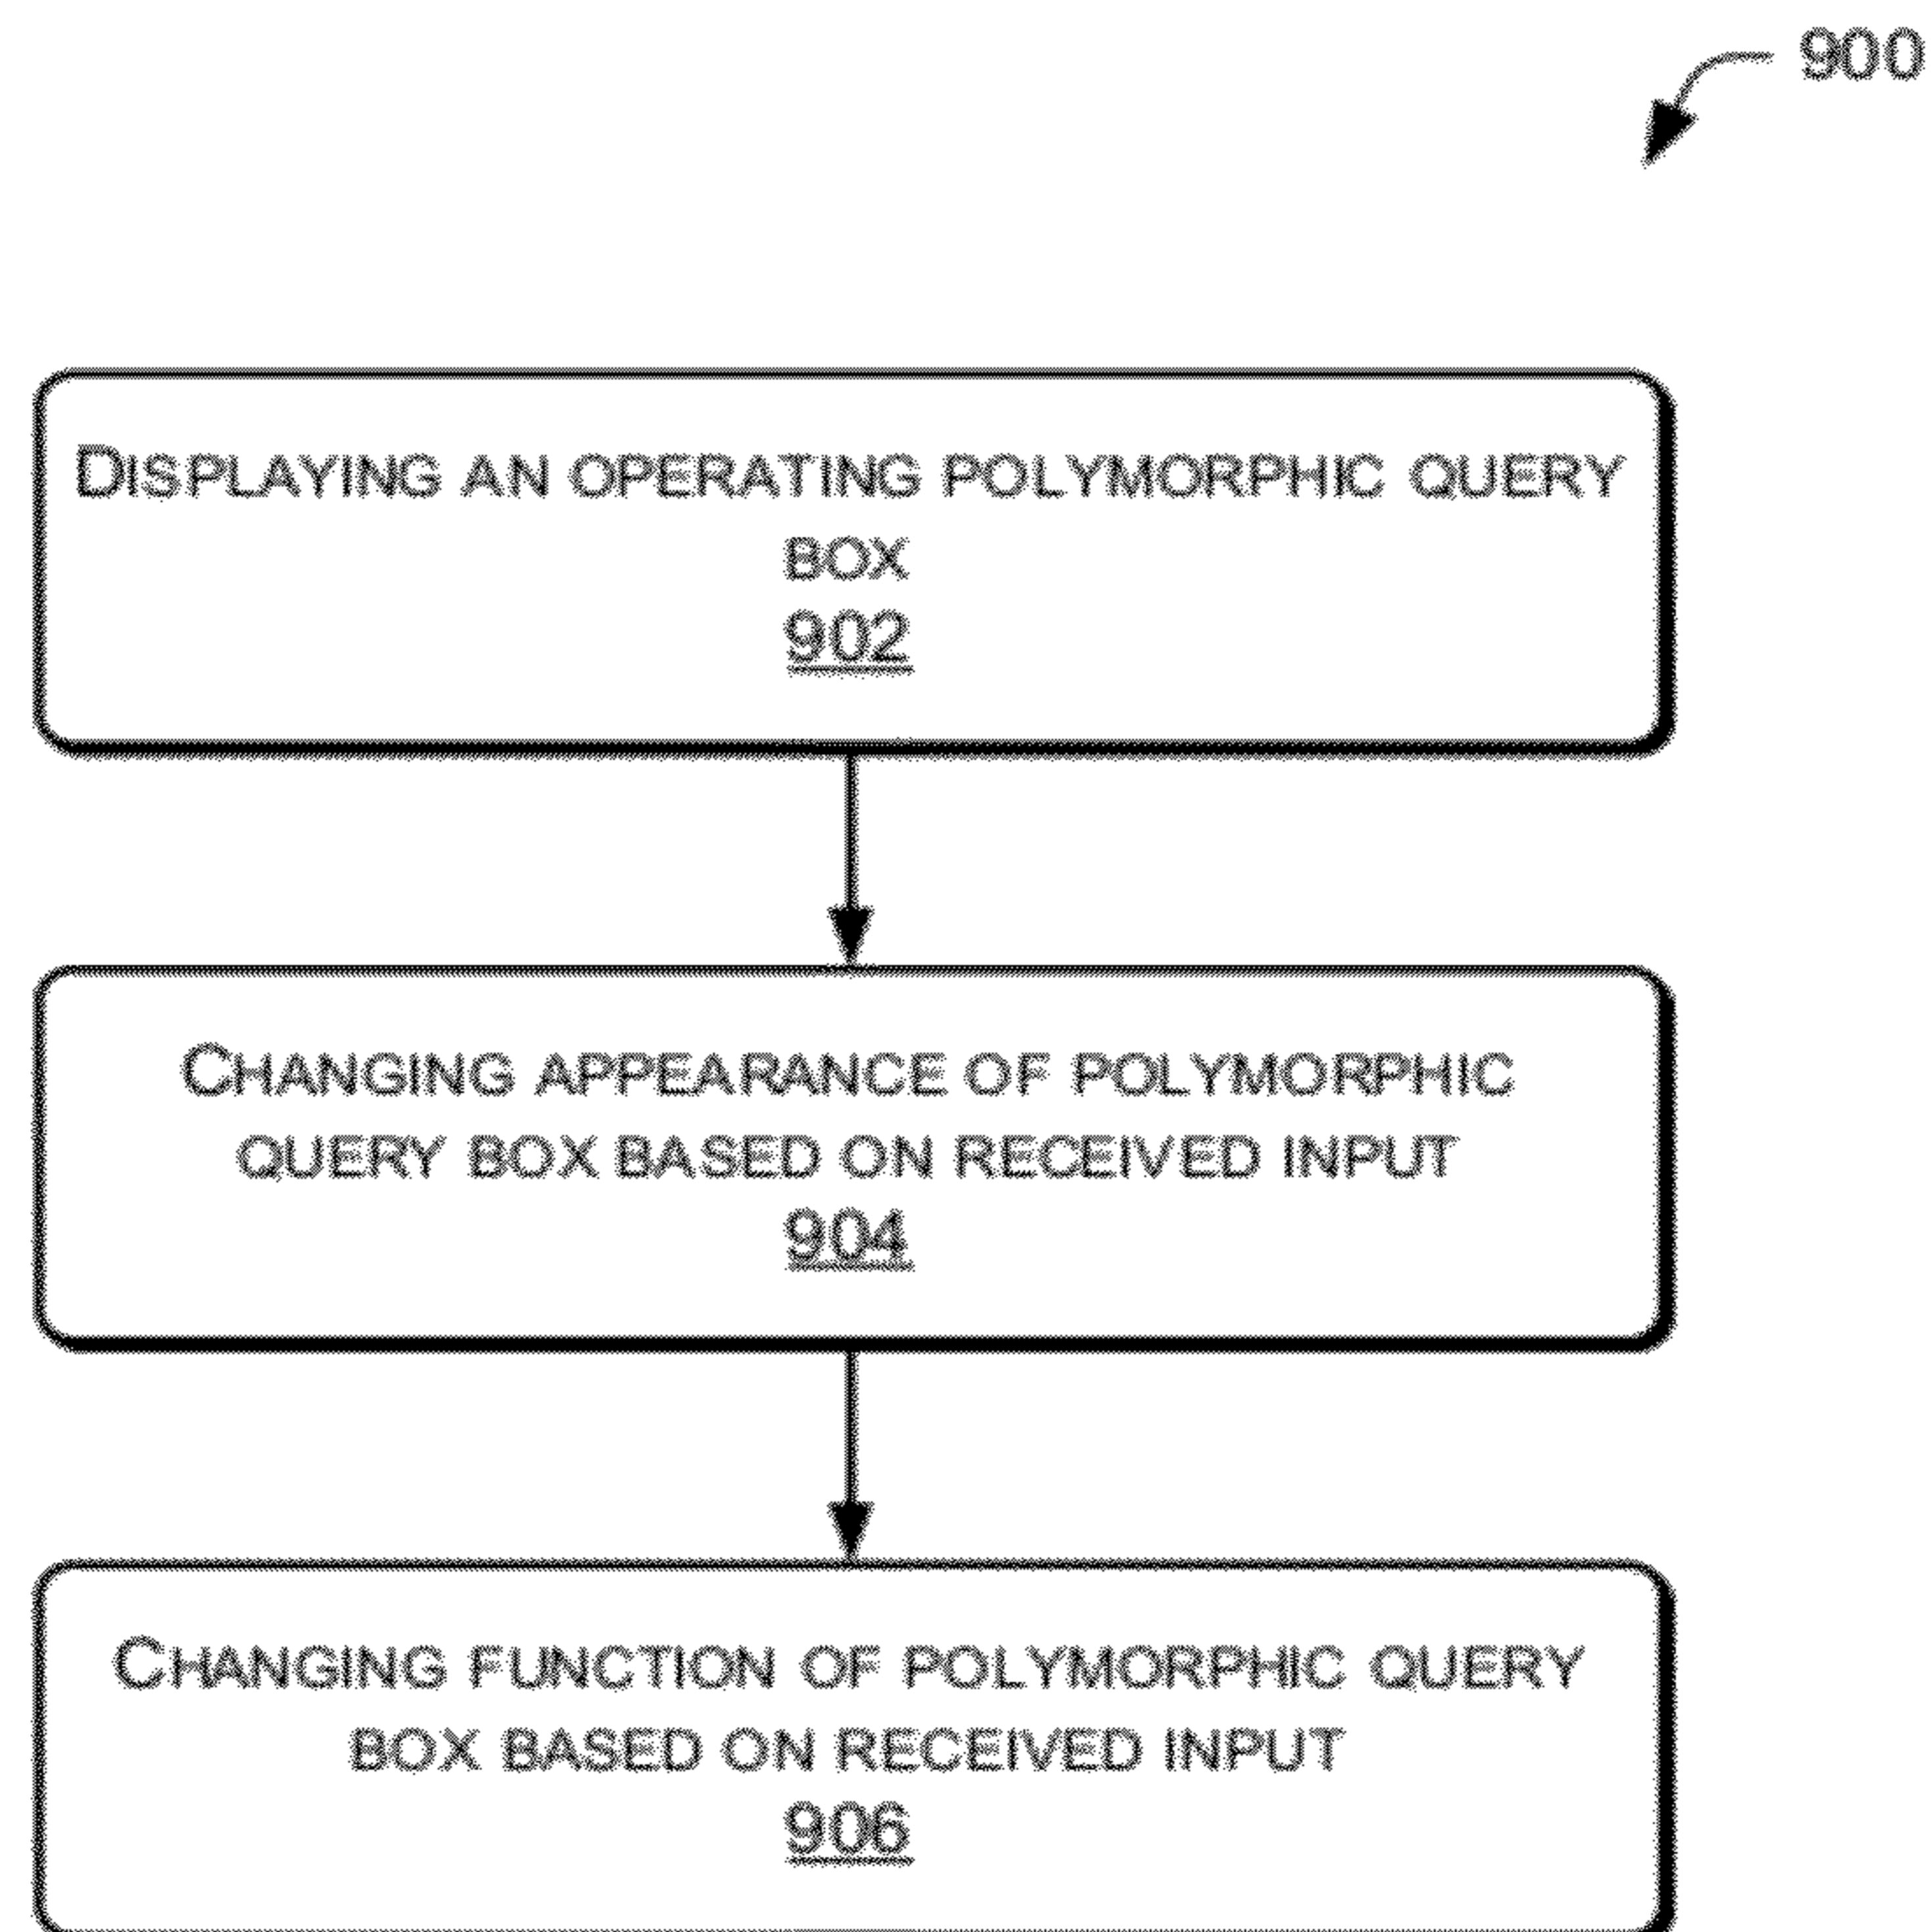 900
DISPLAYING AN OPERATING POLYMORPHIC QUERY
BOX
902
CHANGING APPEARANCE OF POLYMORPHIC
QUERY BOX BASED ON RECEIVED INPUT
904
CHANGING FUNCTION OF POLYMORPHIC QUERY
BOX BASED ON RECEIVED INPUT
906